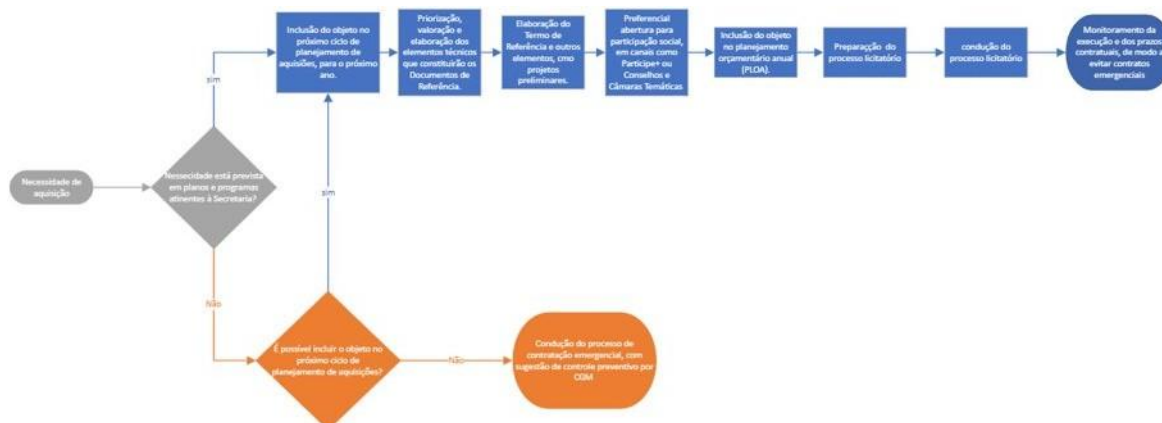 Inclusão do objeto no
próximo ciclo de
planejamento de
aquisiões, para o próximo
ano.
Priorização,
valoração e
elaboração dos
elementos técnicos
que constituirão os
Documentos de
Referência.
Elaboração do
Termo de
Referência e outros
elementos, cmo
projetos
preliminares.
Preferencial
abertura para
participação social,
em canais como
Participe+ ou
Conselhos e
Câmaras Temáticas
Inclusão do objeto
no planejamento
orçamentário anual
(PLOA).
Preparaçção do
processo licitatório
condução do
processo licitatório
Monitoramento da
execução e dos prazos
contratuais, de modo a
evitar contratos
emergenciais
sim
Necessidade de
aquisição
Nessecidade está prevista
em planos e programas
atinentes à Secretaria?
sim
Não
É possível incluir o objeto no
próximo ciclo de
planejamento de aquisições?
Não
Condução do processo de
contratação emergencial, com
sugestão de controle preventivo por
CGM